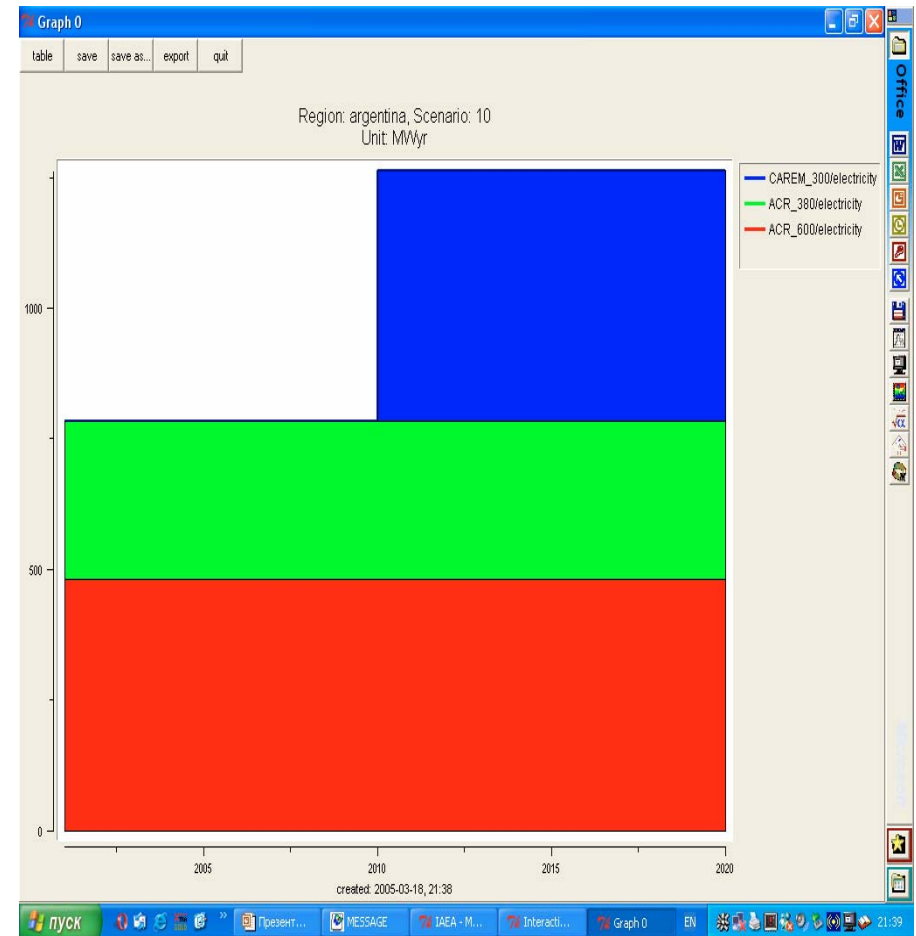 Graph 0
table save save as... export quit
Office
Region: argentina, Scenario: 10
Unit: MWyr
CAREM_300/electricity
ACR_380/electricity
ACR_600/electricity
1000
500
0
2005 2010 2015 2020
created: 2005-03-18, 21:38
пуск » Презент... MESSAGE IAEA - M... Interacti... Graph 0 EN 21:39